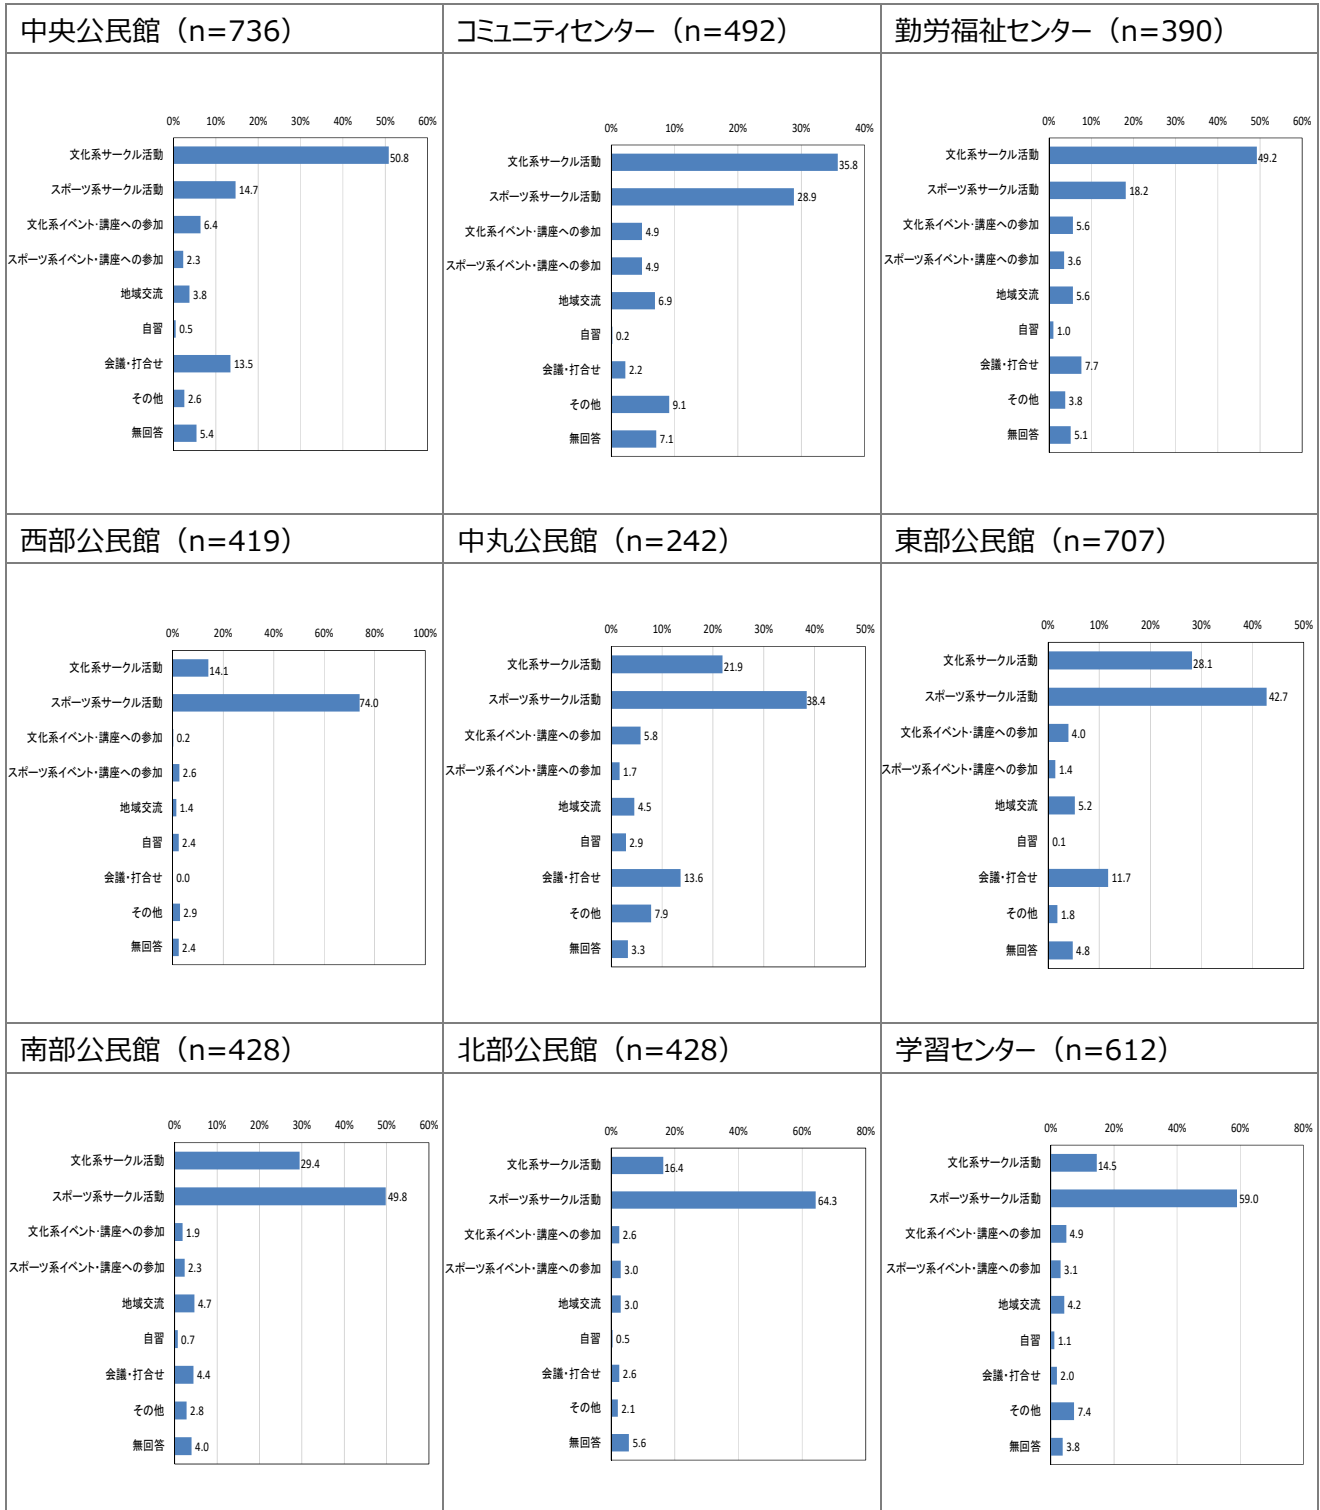 中央公民館（n=736）
0% 10% 20% 30% 40% 50% 60%
文化系サークル活動 50.8
スポーツ系サークル活動 14.7
文化系イベント・講座への参加 6.4
スポーツ系イベント・講座への参加 2.3
地域交流 3.8
自習 0.5
会議・打合せ 13.5
その他 2.6
無回答 5.4
コミュニティセンター（n=492）
0% 10% 20% 30% 40%
文化系サークル活動 35.8
スポーツ系サークル活動 28.9
文化系イベント・講座への参加 4.9
スポーツ系イベント・講座への参加 4.9
地域交流 6.9
自習 0.2
会議・打合せ 2.2
その他 9.1
無回答 7.1
勤労福祉センター（n=390）
0% 10% 20% 30% 40% 50% 60%
文化系サークル活動 49.2
スポーツ系サークル活動 18.2
文化系イベント・講座への参加 5.6
スポーツ系イベント・講座への参加 3.6
地域交流 5.6
自習 1.0
会議・打合せ 7.7
その他 3.8
無回答 5.1
西部公民館（n=419）
0% 20% 40% 60% 80% 100%
文化系サークル活動 14.1
スポーツ系サークル活動 74.0
文化系イベント・講座への参加 0.2
スポーツ系イベント・講座への参加 2.6
地域交流 1.4
自習 2.4
会議・打合せ 0.0
その他 2.9
無回答 2.4
中丸公民館（n=242）
0% 10% 20% 30% 40% 50%
文化系サークル活動 21.9
スポーツ系サークル活動 38.4
文化系イベント・講座への参加 5.8
スポーツ系イベント・講座への参加 1.7
地域交流 4.5
自習 2.9
会議・打合せ 13.6
その他 7.9
無回答 3.3
東部公民館（n=707）
0% 10% 20% 30% 40% 50%
文化系サークル活動 28.1
スポーツ系サークル活動 42.7
文化系イベント・講座への参加 4.0
スポーツ系イベント・講座への参加 1.4
地域交流 5.2
自習 0.1
会議・打合せ 11.7
その他 1.8
無回答 4.8
南部公民館（n=428）
0% 10% 20% 30% 40% 50% 60%
文化系サークル活動 29.4
スポーツ系サークル活動 49.8
文化系イベント・講座への参加 1.9
スポーツ系イベント・講座への参加 2.3
地域交流 4.7
自習 0.7
会議・打合せ 4.4
その他 2.8
無回答 4.0
北部公民館（n=428）
0% 20% 40% 60% 80%
文化系サークル活動 16.4
スポーツ系サークル活動 64.3
文化系イベント・講座への参加 2.6
スポーツ系イベント・講座への参加 3.0
地域交流 3.0
自習 0.5
会議・打合せ 2.6
その他 2.1
無回答 5.6
学習センター（n=612）
0% 20% 40% 60% 80%
文化系サークル活動 14.5
スポーツ系サークル活動 59.0
文化系イベント・講座への参加 4.9
スポーツ系イベント・講座への参加 3.1
地域交流 4.2
自習 1.1
会議・打合せ 2.0
その他 7.4
無回答 3.8